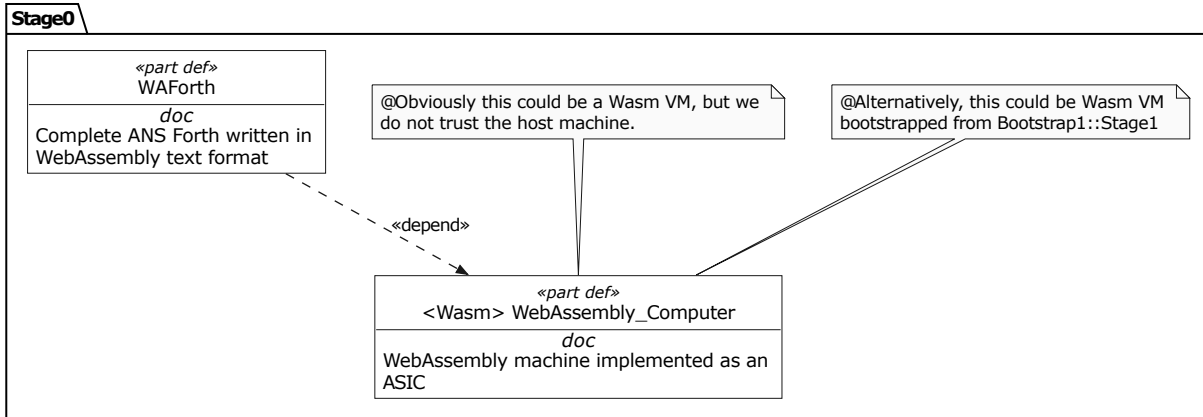 Stage0
«part def»
WAForth
doc
Complete ANS Forth written in
WebAssembly text format
@Obviously this could be a Wasm VM, but we
do not trust the host machine.
@Alternatively, this could be Wasm VM
bootstrapped from Bootstrap1::Stage1
«depend»
«part def»
<Wasm> WebAssembly_Computer
doc
WebAssembly machine implemented as an
ASIC